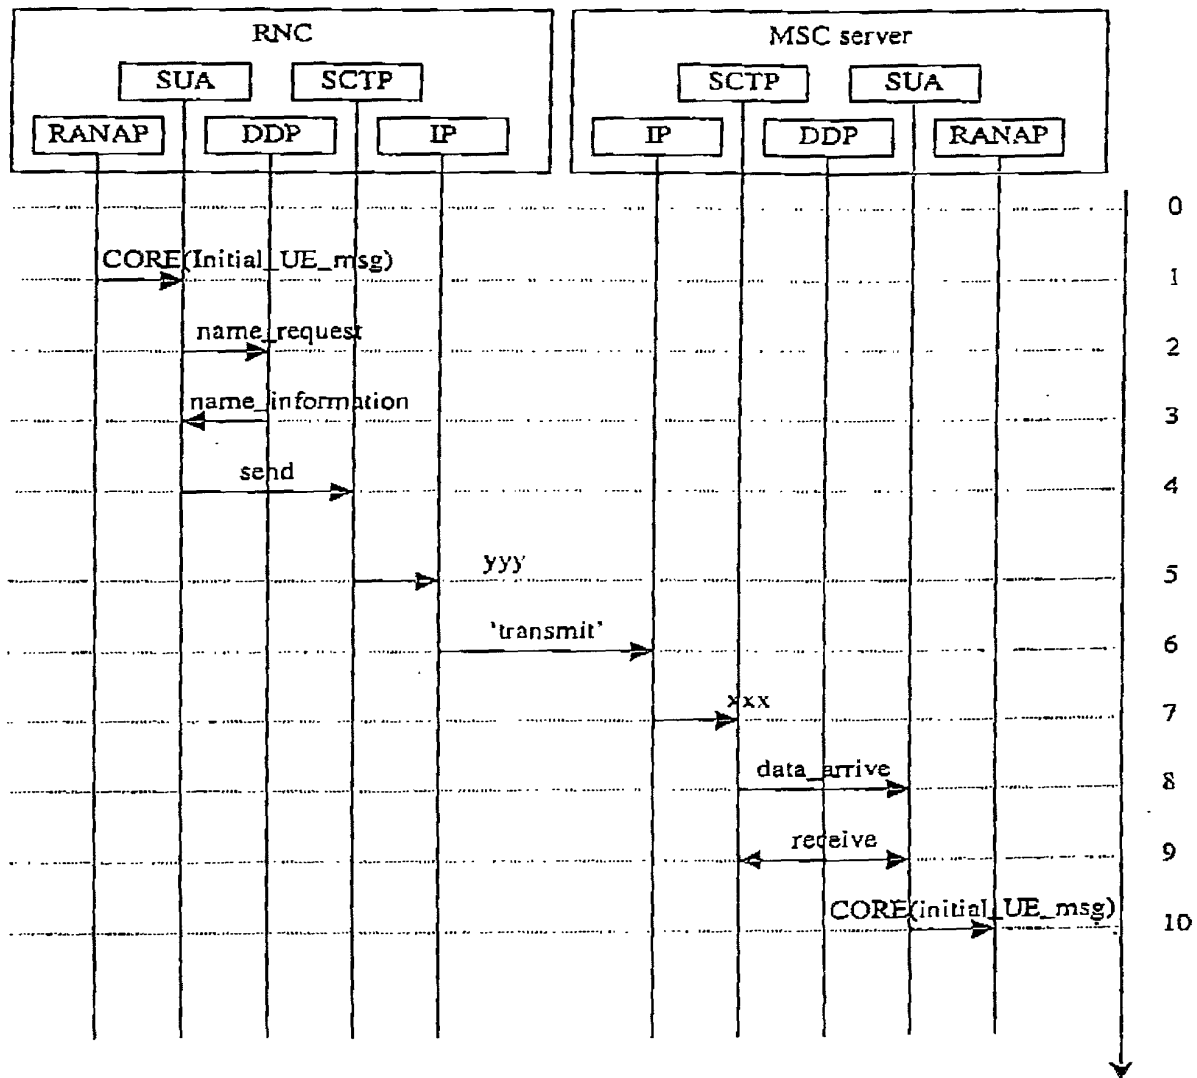 RNC
MSC server
SUA
SCTP
SCTP
SUA
RANAP
DDP
IP
IP
DDP
RANAP
0
CORE(Initial_UE_msg)
1
name_request
2
name_information
3
send
4
yyy
5
'transmit'
6
xxx
7
data_arrive
8
receive
9
CORE(initial_UE_msg)
10